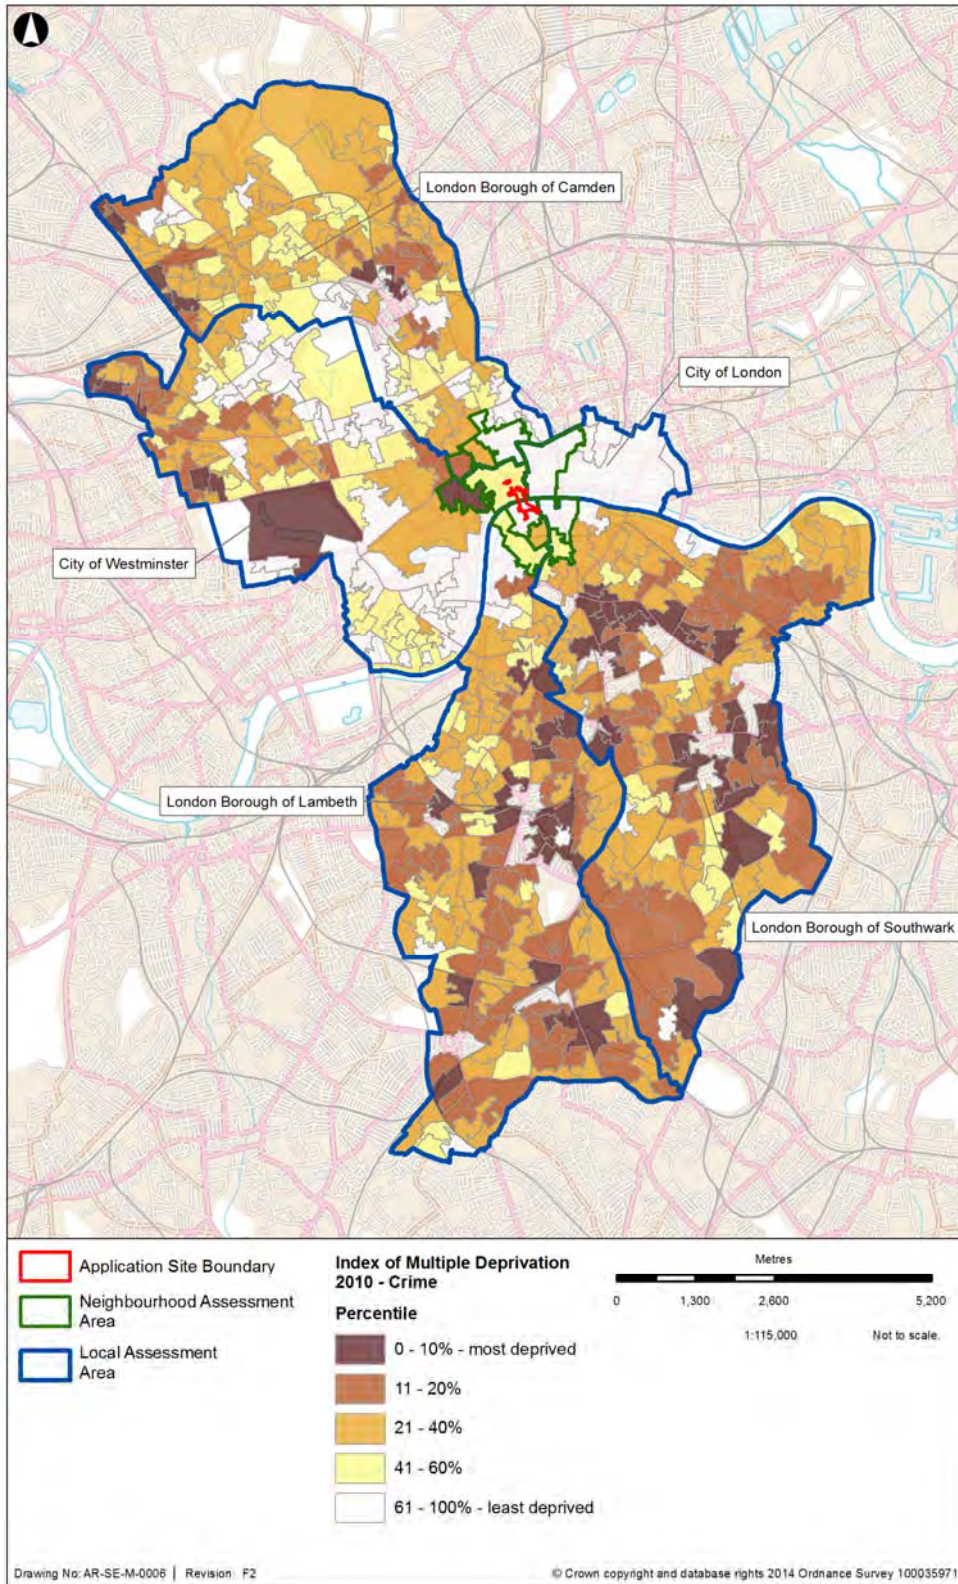 London Borough of Camden
City of London
City of Westminster
London Borough of Lambeth
London Borough of Southwark
Application Site Boundary
Neighbourhood Assessment
Area
Local Assessment
Area
Index of Multiple Deprivation
2010 - Crime
Percentile
0 - 10% - most deprived
11 - 20%
21 - 40%
41 - 60%
61 - 100% - least deprived
Metres
0 1,300 2,600 5,200
1:115,000 Not to scale.
Drawing No: AR-SE-M-0006 | Revision: F2
© Crown copyright and database rights 2014 Ordnance Survey 100035971